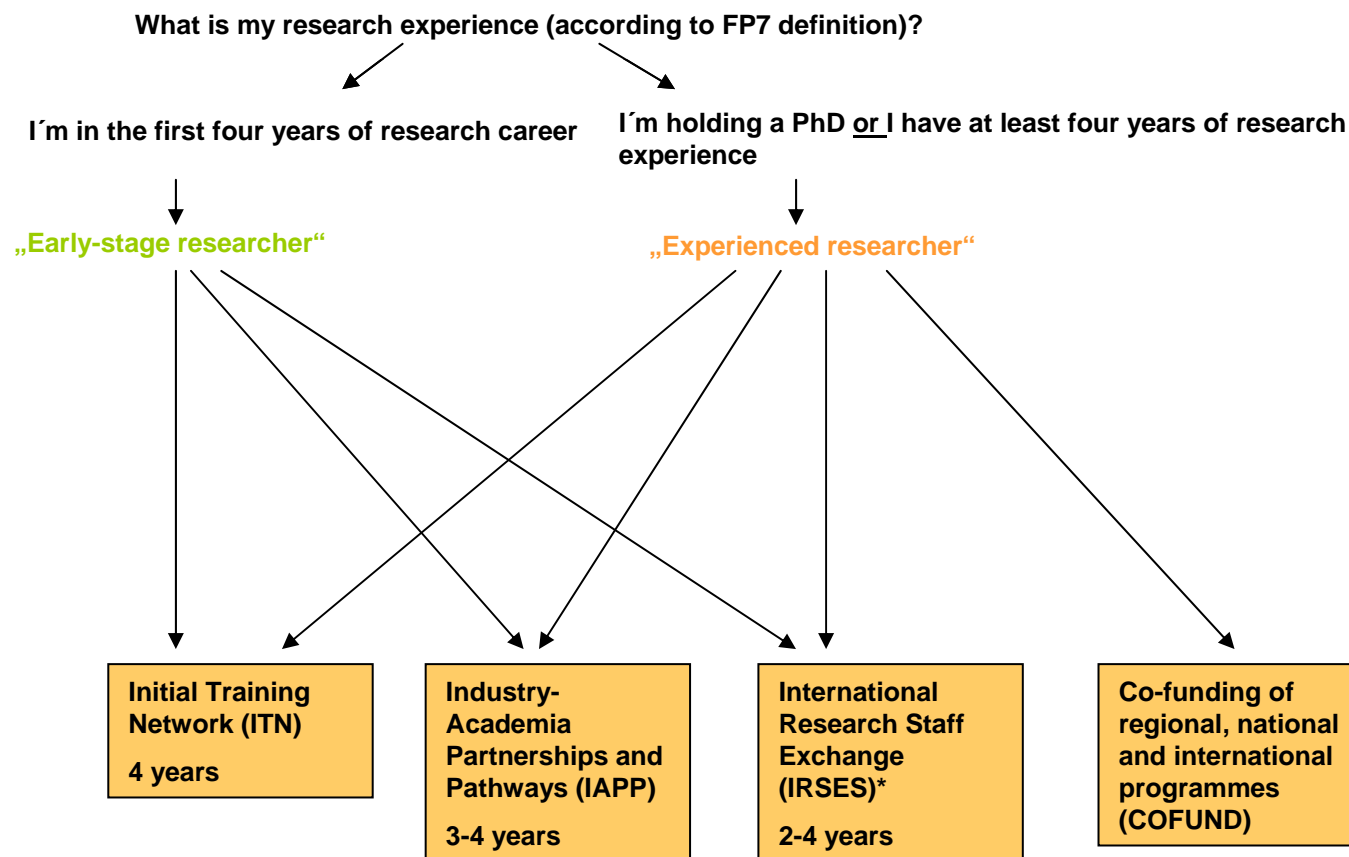 What is my research experience (according to FP7 definition)?
I´m in the first four years of research career
I´m holding a PhD or I have at least four years of research
experience
„Early-stage researcher“
„Experienced researcher“
Initial Training
Network (ITN)
4 years
Industry-
Academia
Partnerships and
Pathways (IAPP)
3-4 years
International
Research Staff
Exchange
(IRSES)*
2-4 years
Co-funding of
regional, national
and international
programmes
(COFUND)